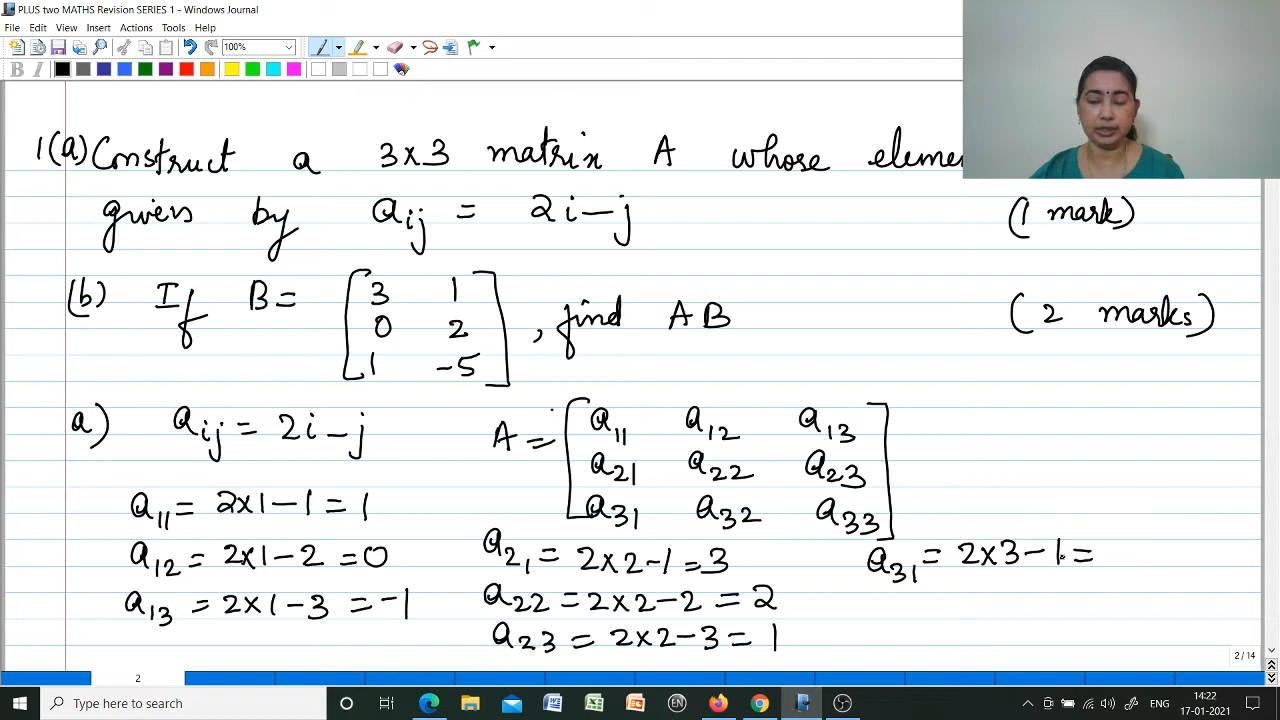 PLUS two MATHS Revision SERIES 1 - Windows Journal
File Edit View Insert Actions Tools Help
100%
B I
1(a) Construct a 3x3 matrix A whose elemen
given by aij = 2i-j (1 mark)
(b) If B = [3 1
0 2
1 -5], find AB (2 marks)
a) aij = 2i-j A = [a11 a12 a13
a21 a22 a23
a31 a32 a33]
a11 = 2x1-1 = 1
a12 = 2x1-2 = 0 a21 = 2x2-1 = 3 a31 = 2x3-1 =
a13 = 2x1-3 = -1 a22 = 2x2-2 = 2
a23 = 2x2-3 = 1
2/14
2
Type here to search
EN
ENG
14:22
17-01-2021